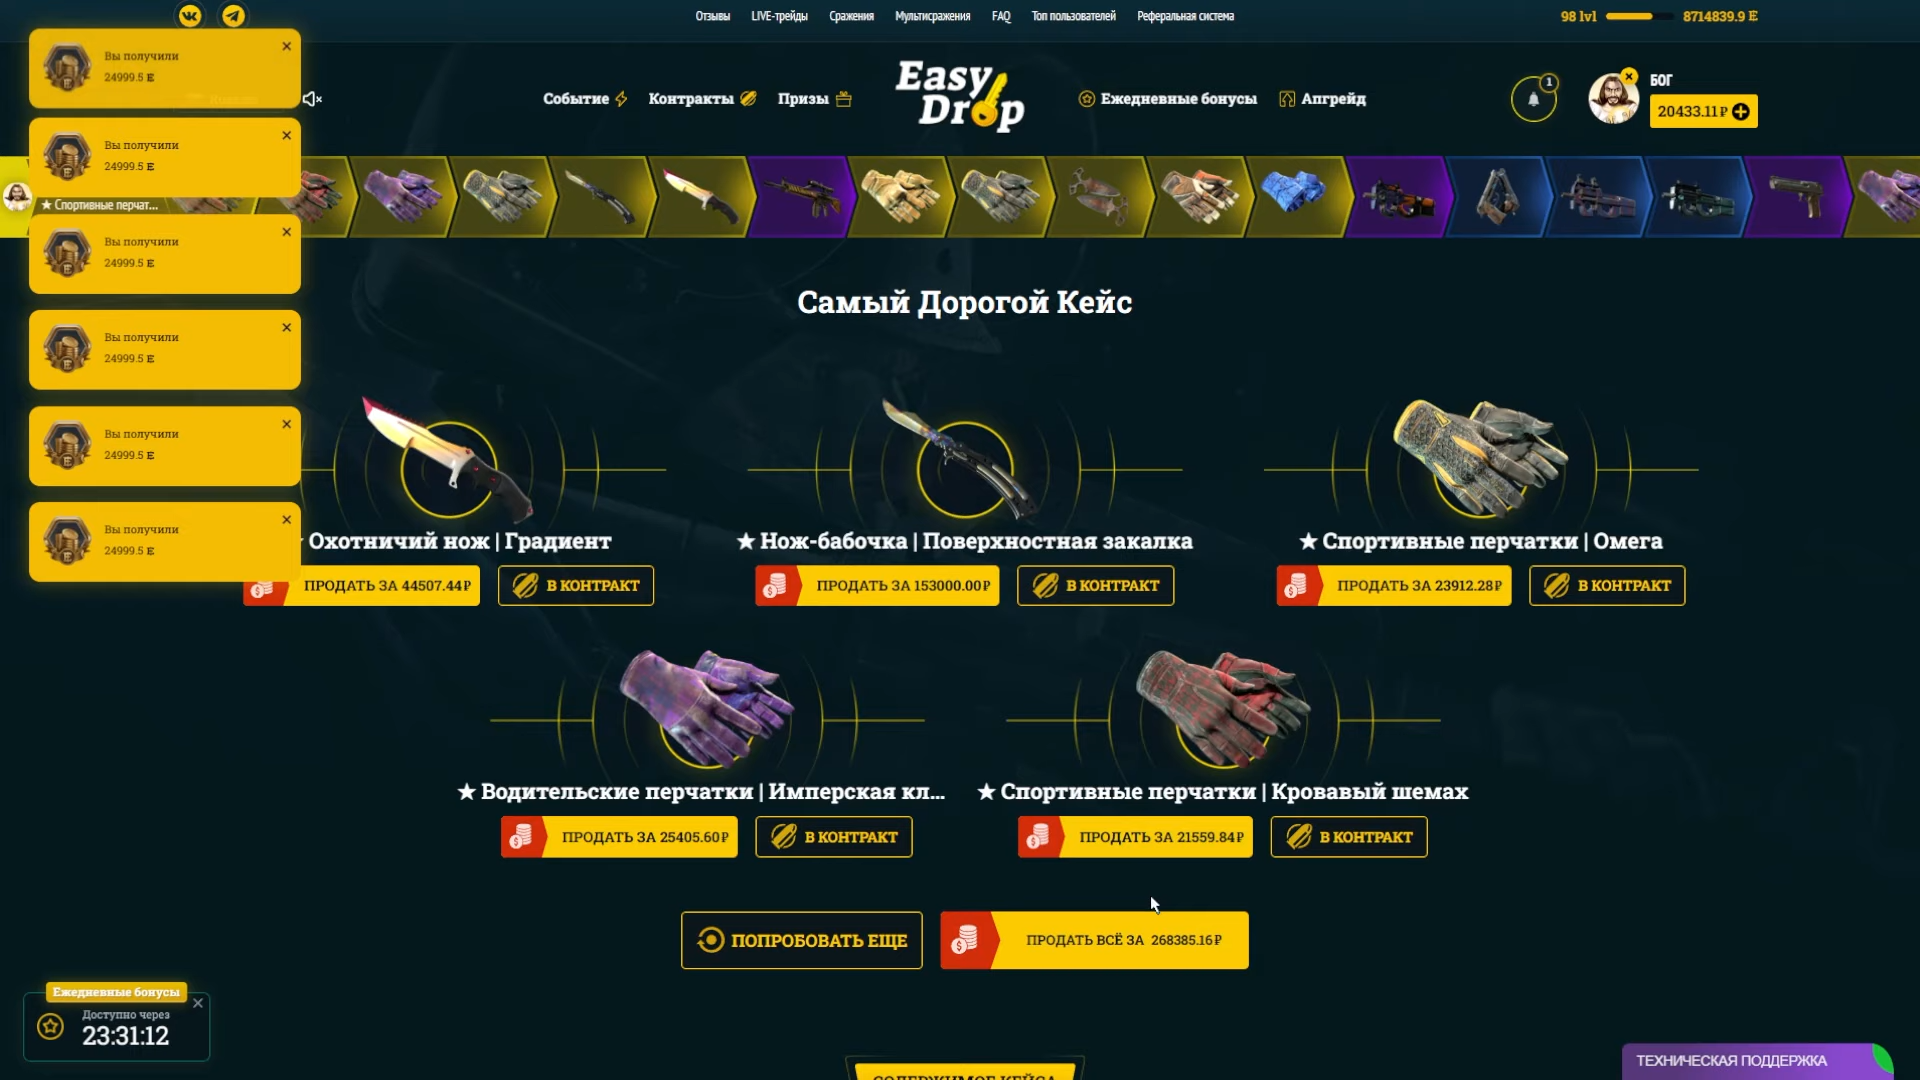 Отзывы LIVE-трейды Сражения Мультисражения FAQ Топ пользователей Реферальная система
98 lvl 8714839.9 E
Вы получили
24999.5 E
Событие Контракты Призы Easy Drop Ежедневные бонусы Апгрейд
1
БОГ
20433.11₽
Вы получили
24999.5 E
★ Спортивные перчат...
Вы получили
24999.5 E
Самый Дорогой Кейс
Вы получили
24999.5 E
Вы получили
24999.5 E
Вы получили
24999.5 E
Охотничий нож | Градиент
ПРОДАТЬ ЗА 44507.44₽ В КОНТРАКТ
★ Нож-бабочка | Поверхностная закалка
ПРОДАТЬ ЗА 153000.00₽ В КОНТРАКТ
★ Спортивные перчатки | Омега
ПРОДАТЬ ЗА 23912.28₽ В КОНТРАКТ
★ Водительские перчатки | Имперская кл...
ПРОДАТЬ ЗА 25405.60₽ В КОНТРАКТ
★ Спортивные перчатки | Кровавый шемах
ПРОДАТЬ ЗА 21559.84₽ В КОНТРАКТ
ПОПРОБОВАТЬ ЕЩЕ
ПРОДАТЬ ВСЁ ЗА 268385.16₽
Ежедневные бонусы
Доступно через
23:31:12
СОДЕРЖИМОЕ КЕЙСА
ТЕХНИЧЕСКАЯ ПОДДЕРЖКА